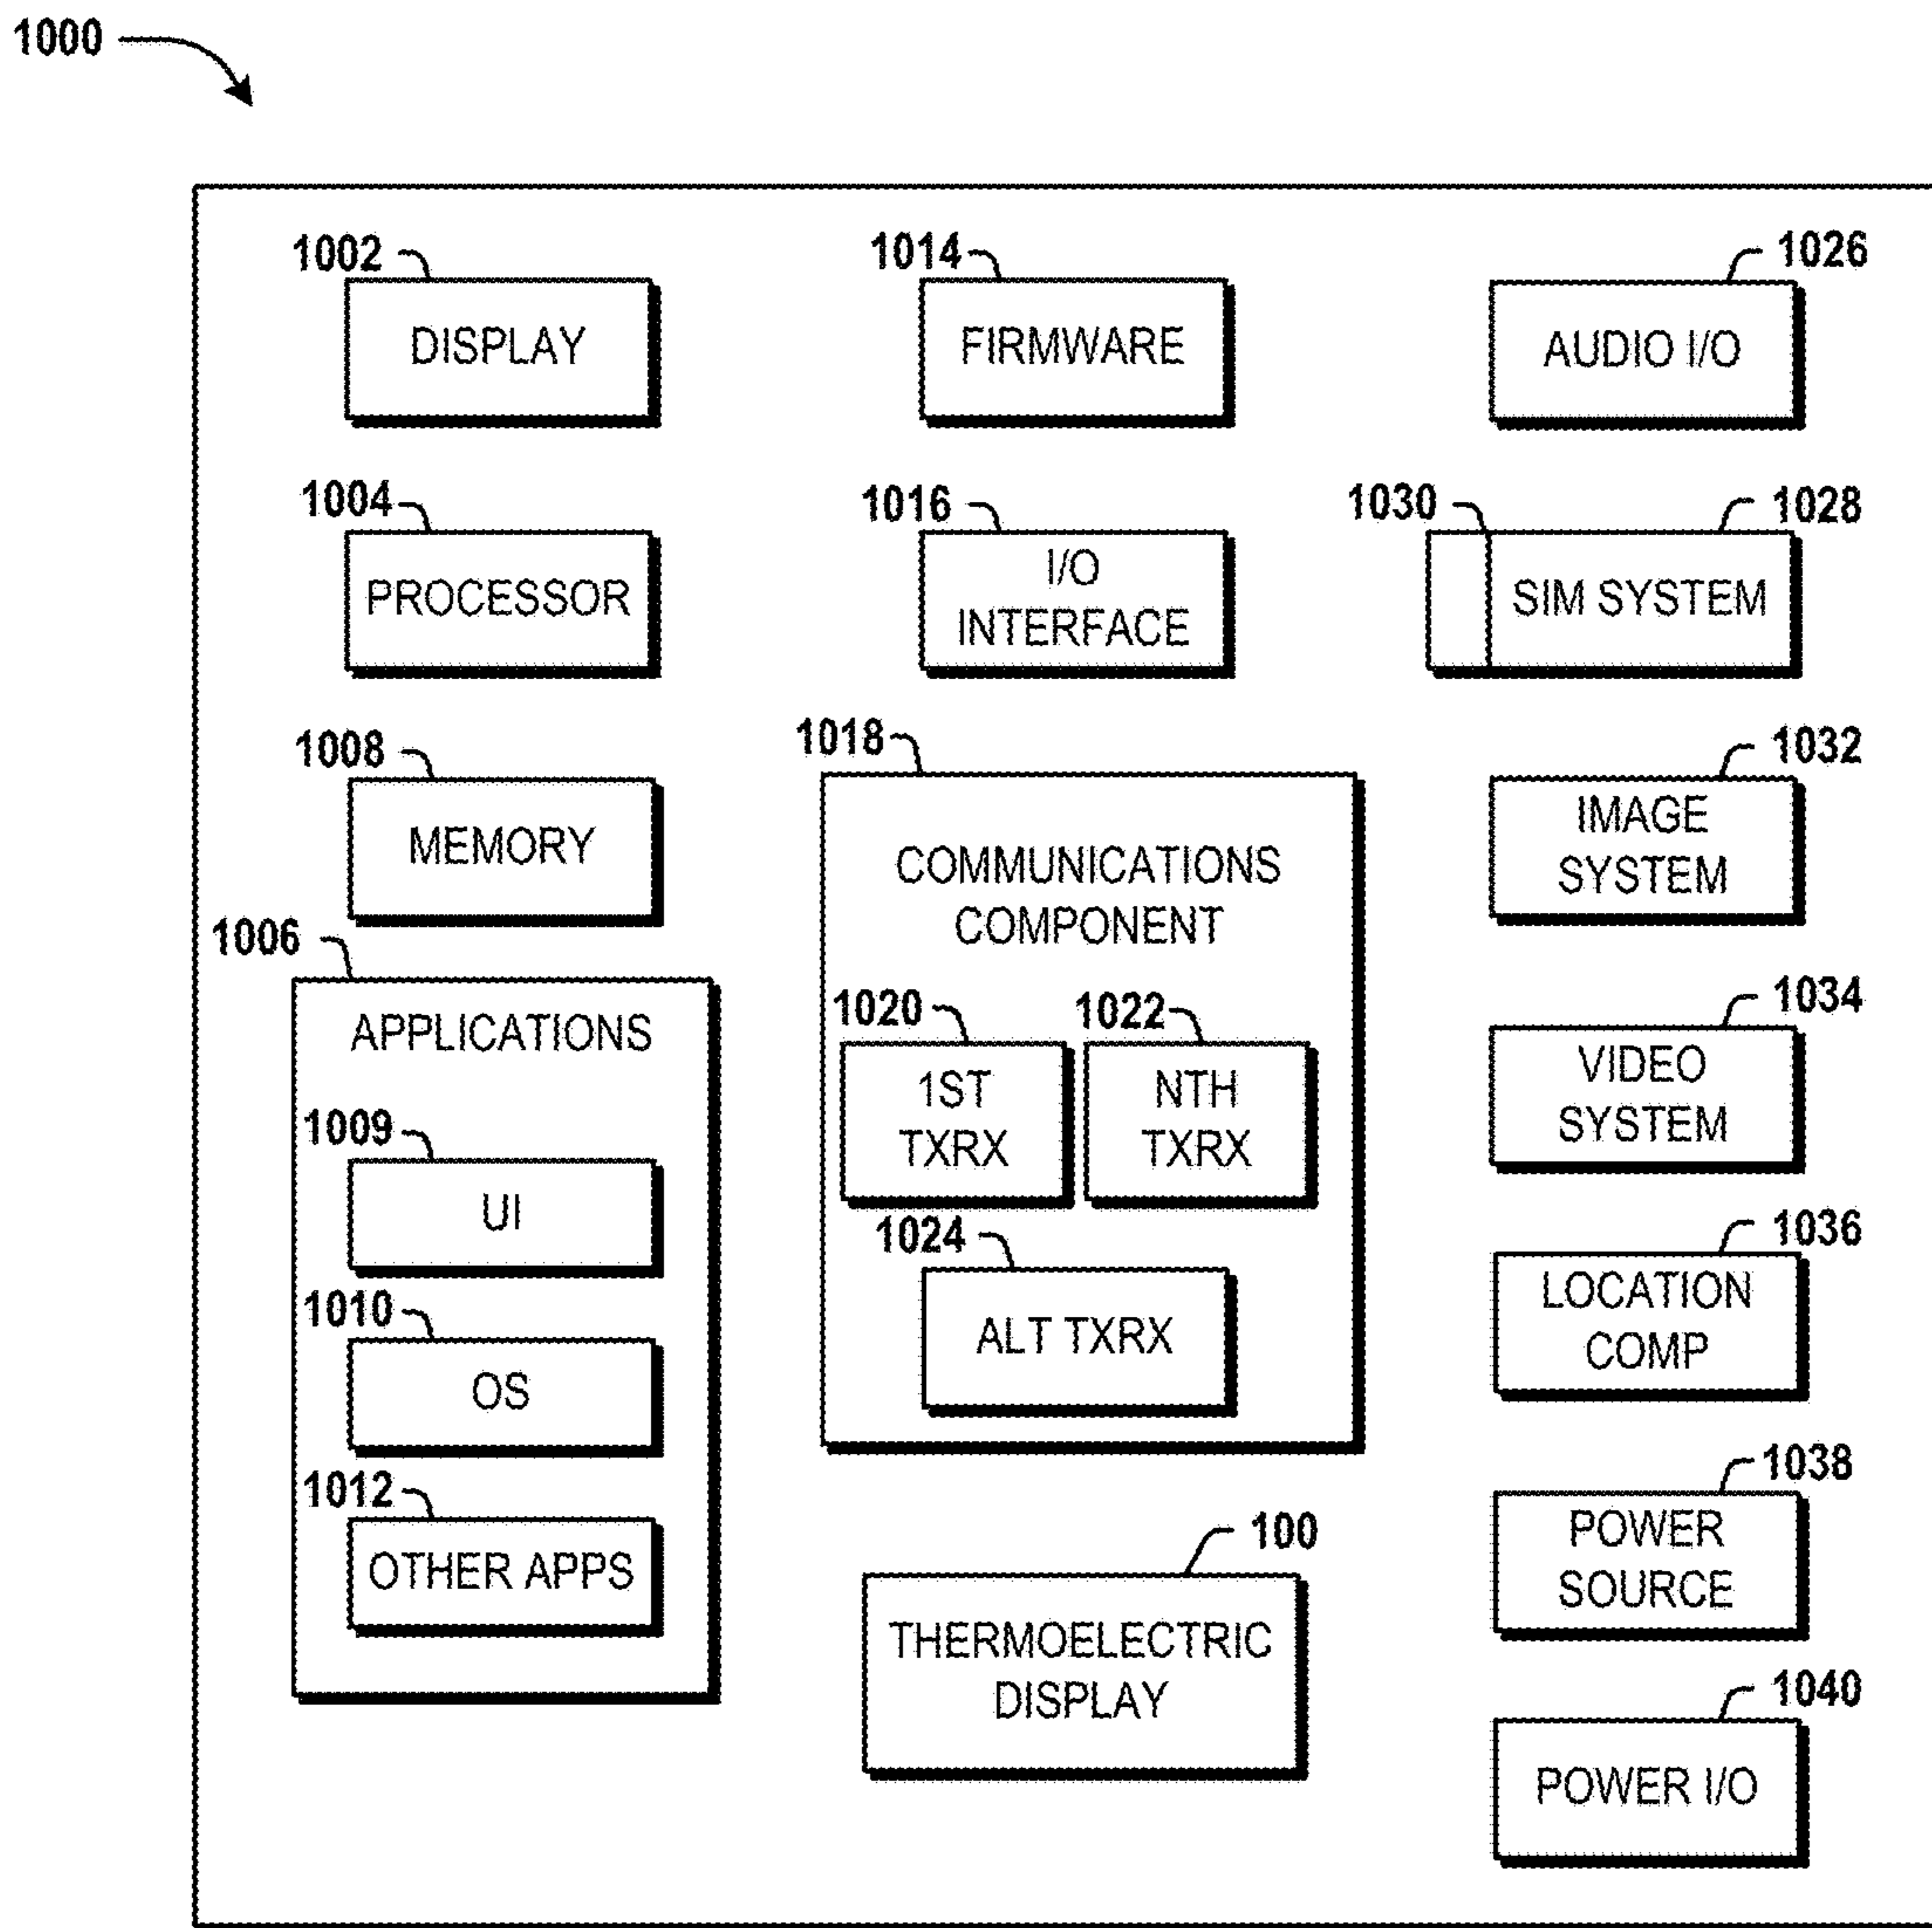 1000
1002
DISPLAY
1004
PROCESSOR
1008
MEMORY
1006
APPLICATIONS
1009
UI
1010
OS
1012
OTHER APPS
1014
FIRMWARE
1016
I/O
INTERFACE
1018
COMMUNICATIONS
COMPONENT
1020
1ST
TXRX
1022
NTH
TXRX
1024
ALT TXRX
100
THERMOELECTRIC
DISPLAY
1026
AUDIO I/O
1030
1028
SIM SYSTEM
1032
IMAGE
SYSTEM
1034
VIDEO
SYSTEM
1036
LOCATION
COMP
1038
POWER
SOURCE
1040
POWER I/O